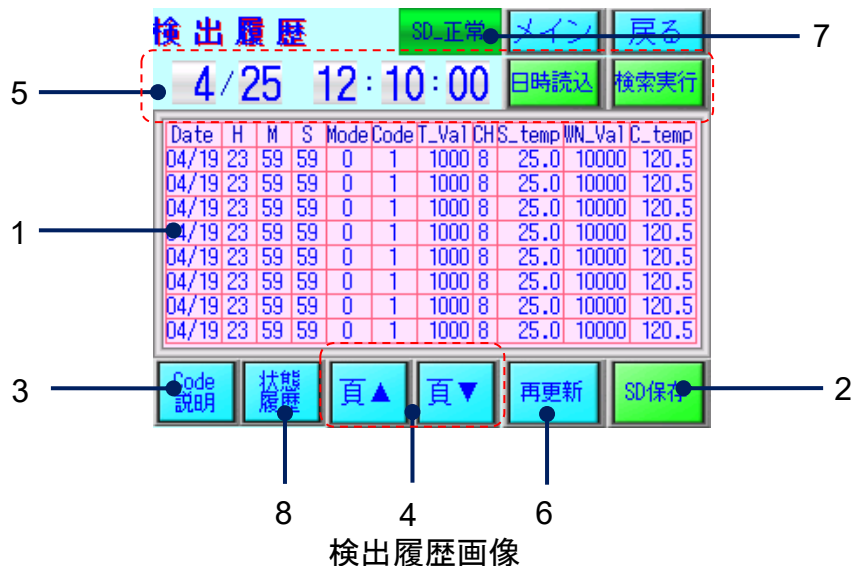 検出履歴 SD_正常 メイン 戻る 7
5 4/25 12:10:00 日時読込 検索実行
Date H M S Mode Code T_Val CH S_temp WN_Val C_temp
04/19 23 59 59 0 1 1000 8 25.0 10000 120.5
04/19 23 59 59 0 1 1000 8 25.0 10000 120.5
04/19 23 59 59 0 1 1000 8 25.0 10000 120.5
1 04/19 23 59 59 0 1 1000 8 25.0 10000 120.5
04/19 23 59 59 0 1 1000 8 25.0 10000 120.5
04/19 23 59 59 0 1 1000 8 25.0 10000 120.5
04/19 23 59 59 0 1 1000 8 25.0 10000 120.5
04/19 23 59 59 0 1 1000 8 25.0 10000 120.5
3 Code説明 状態履歴 頁▲ 頁▼ 再更新 SD保存 2
8 4 6
検出履歴画像